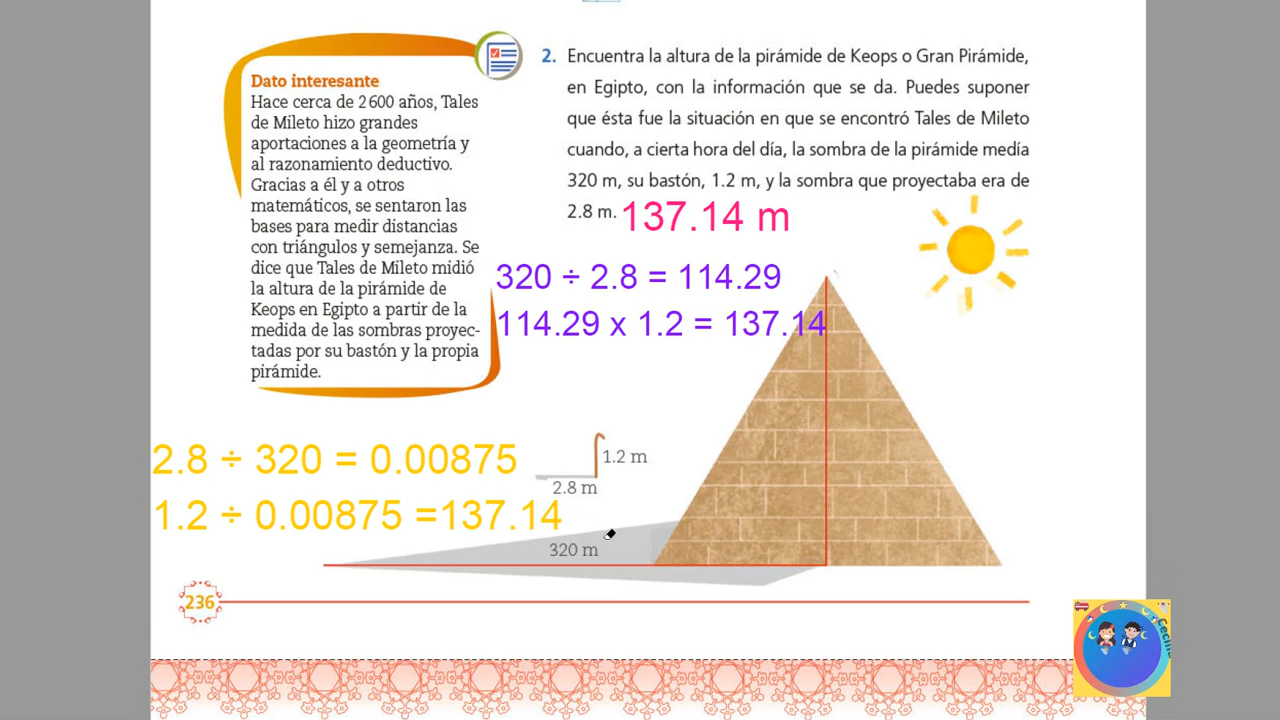 Dato interesante
Hace cerca de 2 600 años, Tales
de Mileto hizo grandes
aportaciones a la geometría y
al razonamiento deductivo.
Gracias a él y a otros
matemáticos, se sentaron las
bases para medir distancias
con triángulos y semejanza. Se
dice que Tales de Mileto midió
la altura de la pirámide de
Keops en Egipto a partir de la
medida de las sombras proyec-
tadas por su bastón y la propia
pirámide.
2. Encuentra la altura de la pirámide de Keops o Gran Pirámide,
en Egipto, con la información que se da. Puedes suponer
que ésta fue la situación en que se encontró Tales de Mileto
cuando, a cierta hora del día, la sombra de la pirámide medía
320 m, su bastón, 1.2 m, y la sombra que proyectaba era de
2.8 m. 137.14 m
320 ÷ 2.8 = 114.29
114.29 x 1.2 = 137.14
2.8 ÷ 320 = 0.00875
1.2 ÷ 0.00875 =137.14
1.2 m
2.8 m
320 m
236